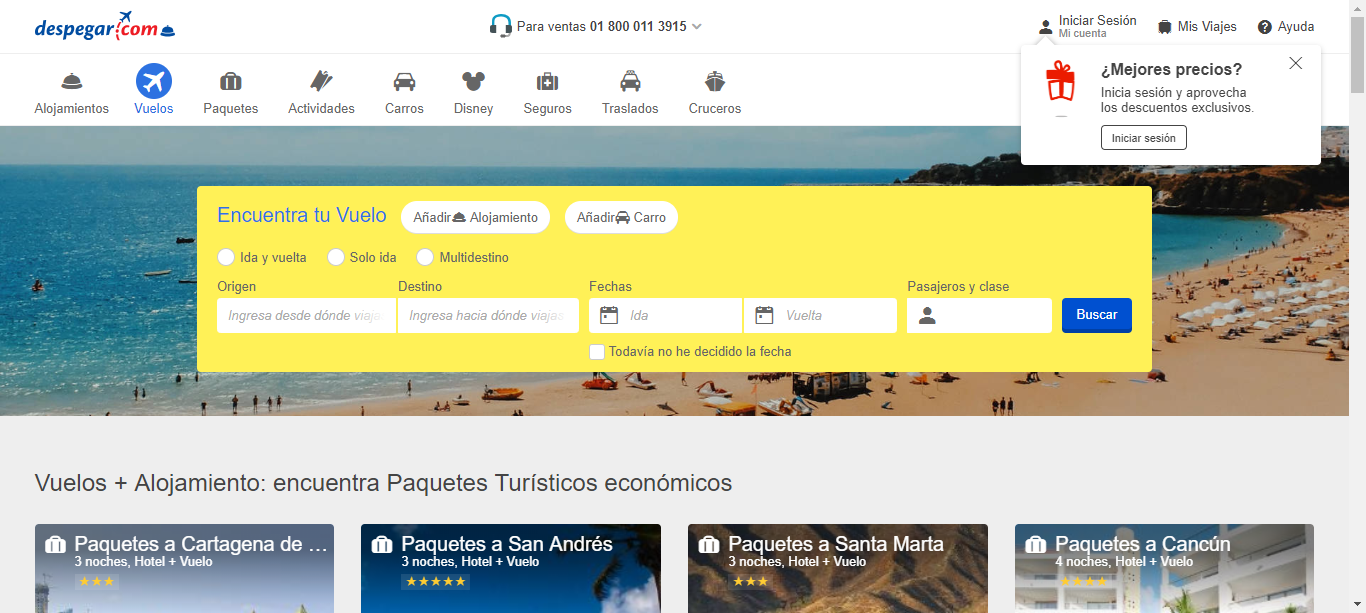 despegar.com
Para ventas 01 800 011 3915
Iniciar Sesión
Mi cuenta
Mis Viajes
Ayuda
Alojamientos
Vuelos
Paquetes
Actividades
Carros
Disney
Seguros
Traslados
Cruceros
¿Mejores precios?
Inicia sesión y aprovecha
los descuentos exclusivos.
Iniciar sesión
Encuentra tu Vuelo
Añadir Alojamiento
Añadir Carro
Ida y vuelta
Solo ida
Multidestino
Origen
Destino
Fechas
Pasajeros y clase
Ingresa desde dónde viaja
Ingresa hacia dónde viajas
Ida
Vuelta
Buscar
Todavía no he decidido la fecha
Vuelos + Alojamiento: encuentra Paquetes Turísticos económicos
Paquetes a Cartagena de ...
3 noches, Hotel + Vuelo
Paquetes a San Andrés
3 noches, Hotel + Vuelo
Paquetes a Santa Marta
3 noches, Hotel + Vuelo
Paquetes a Cancún
4 noches, Hotel + Vuelo